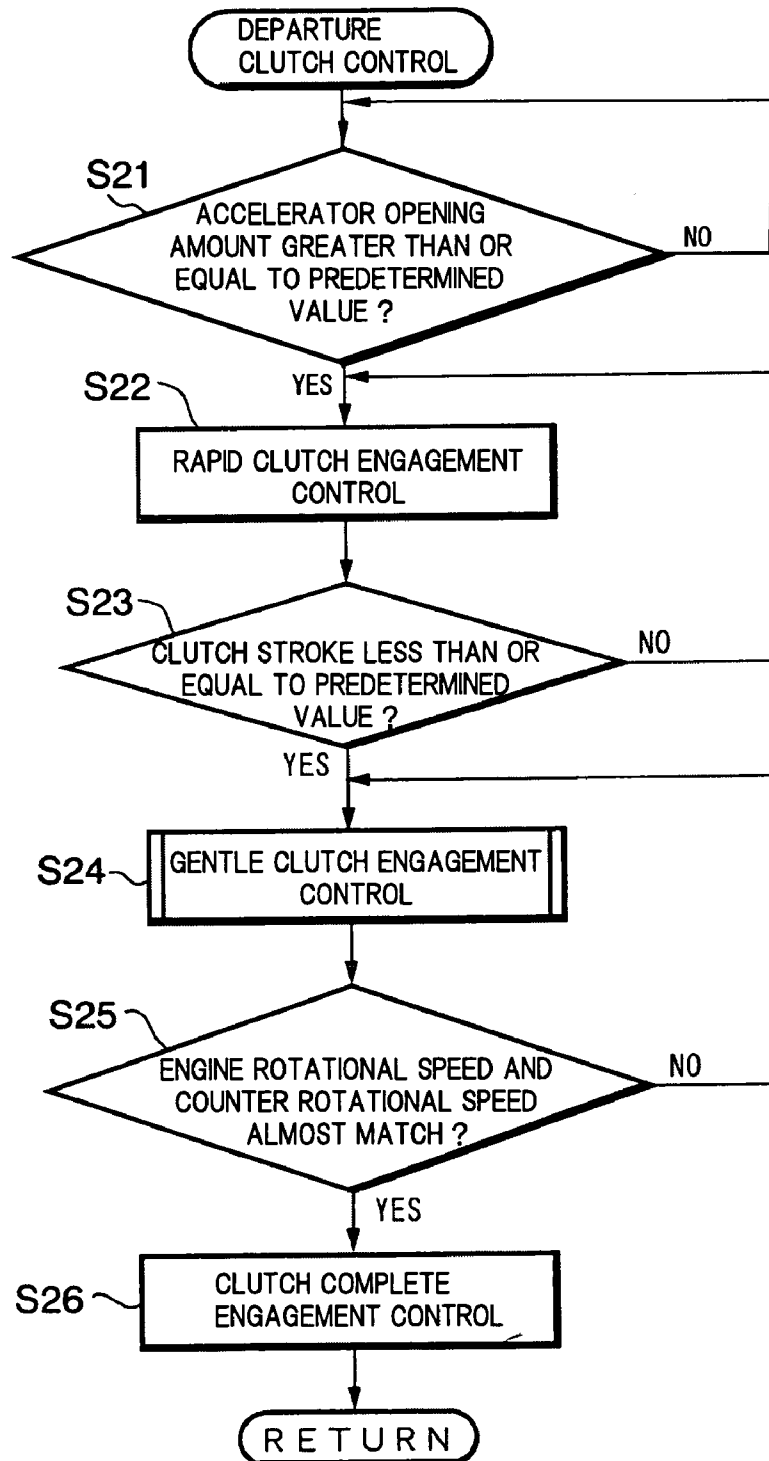 DEPARTURE
CLUTCH CONTROL
S21
ACCELERATOR OPENING
AMOUNT GREATER THAN OR
EQUAL TO PREDETERMINED
VALUE ?
NO
YES
S22
RAPID CLUTCH ENGAGEMENT
CONTROL
S23
CLUTCH STROKE LESS THAN OR
EQUAL TO PREDETERMINED
VALUE ?
NO
YES
S24
GENTLE CLUTCH ENGAGEMENT
CONTROL
S25
ENGINE ROTATIONAL SPEED AND
COUNTER ROTATIONAL SPEED
ALMOST MATCH ?
NO
YES
S26
CLUTCH COMPLETE
ENGAGEMENT CONTROL
RETURN